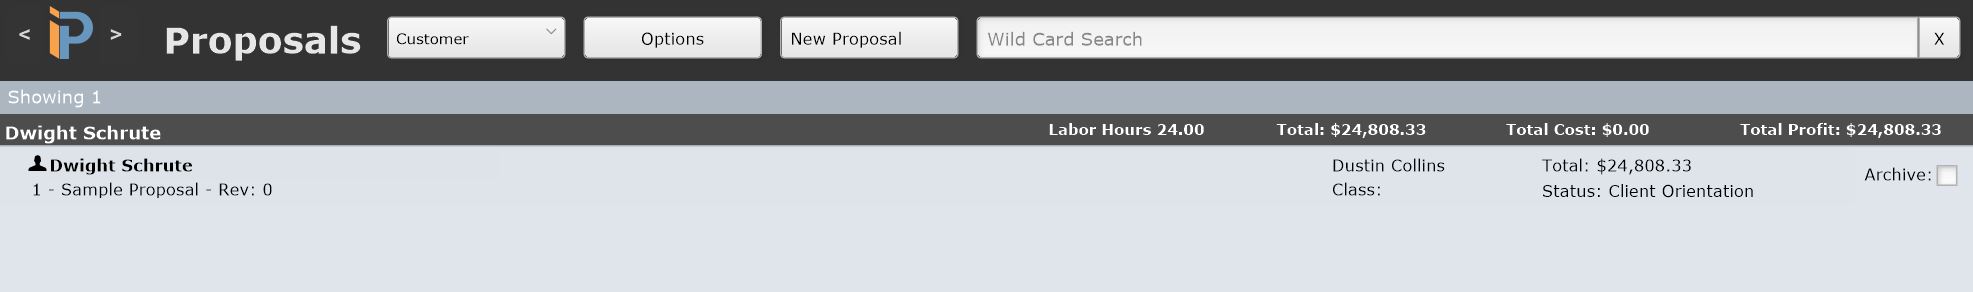 < iP > Proposals Customer Options New Proposal Wild Card Search X
Showing 1
Dwight Schrute Labor Hours 24.00 Total: $24,808.33 Total Cost: $0.00 Total Profit: $24,808.33
Dwight Schrute Dustin Collins Total: $24,808.33 Archive:
1 - Sample Proposal - Rev: 0 Class: Status: Client Orientation